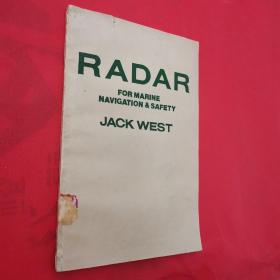 RADAR
FOR MARINE
NAVIGATION & SAFETY
JACK WEST